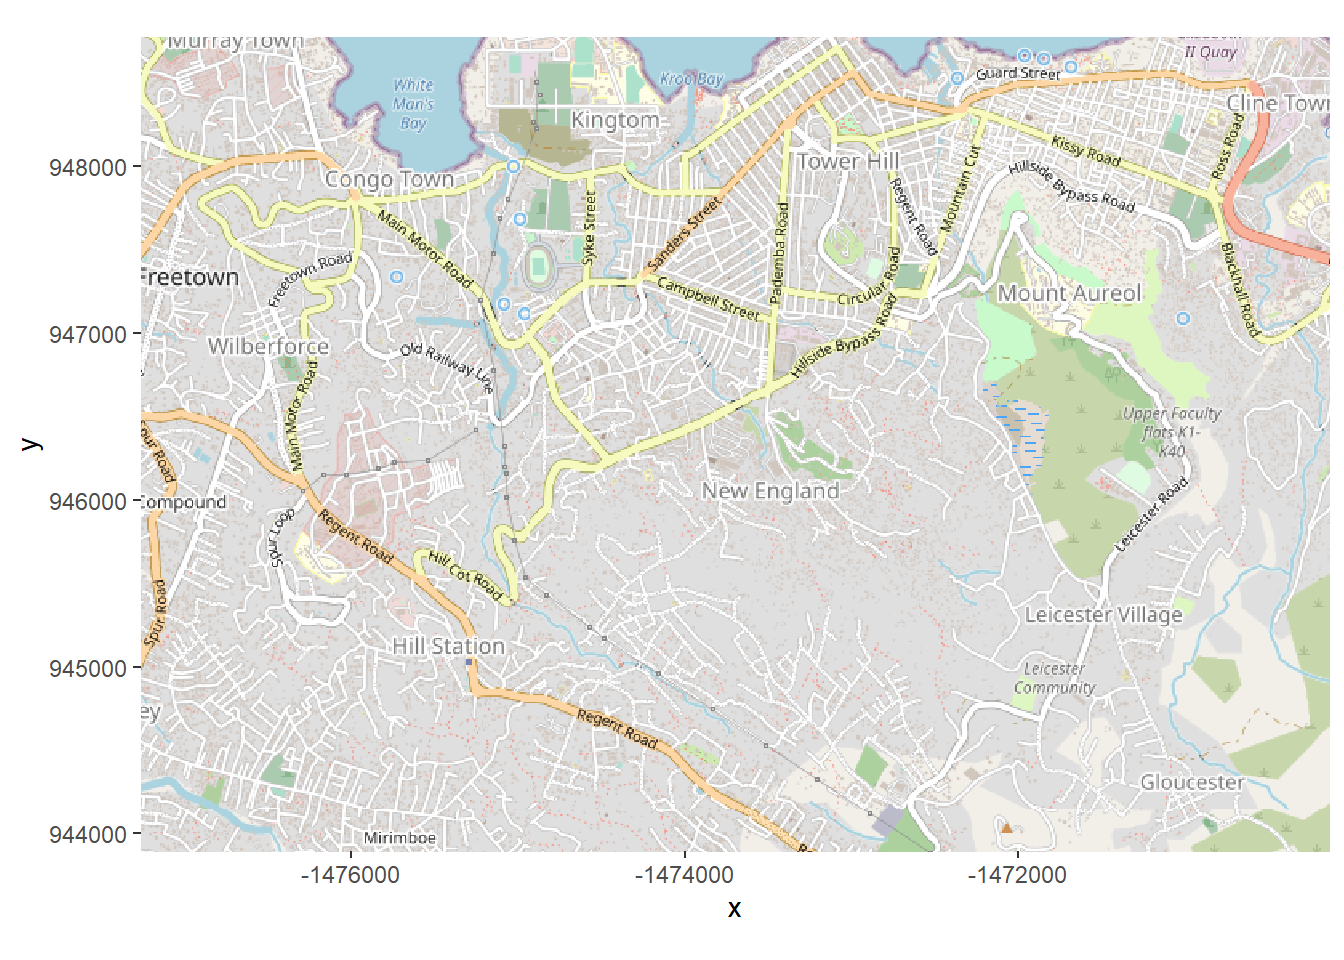 Murray Town
II Quay
White
Man's
Bay
Kroo Bay
Guard Street
Cline Town
Kingtom
948000
Congo Town
Tower Hill
Kissy Road
Ross Road
Hillside Bypass Road
Mountain Cut
Regent Road
Main Moror Road
Syke Street
Sanders Street
Pademba Road
Freetown
Freetown Road
Circular Road
Campbell Street
Mount Aureol
Blackhall Road
947000
Wilberforce
Old Railway Line
Hillside Bypass Road
Main Motor Road
Upper Faculty
flats K1-
K40
y
Spur Road
946000
Compound
New England
Leicester Road
Spur Loop
Regent Road
Hill Cot Road
Spur Road
Leicester Village
Hill Station
945000
Leicester
Community
ey
Regent Road
Gloucester
944000
Mirimboe
-1476000
-1474000
-1472000
x